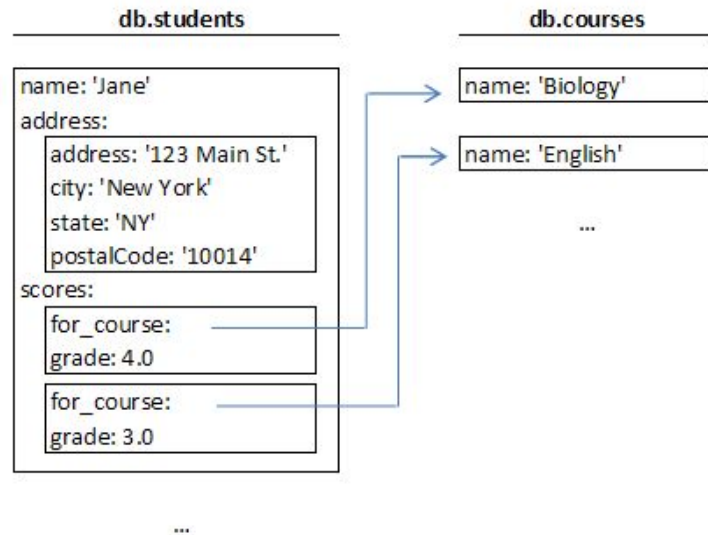 db.students
name: 'Jane'
address:
address: '123 Main St.'
city: 'New York'
state: 'NY'
postalCode: '10014'
scores:
for_course:
grade: 4.0
for_course:
grade: 3.0
...
db.courses
name: 'Biology'
name: 'English'
...